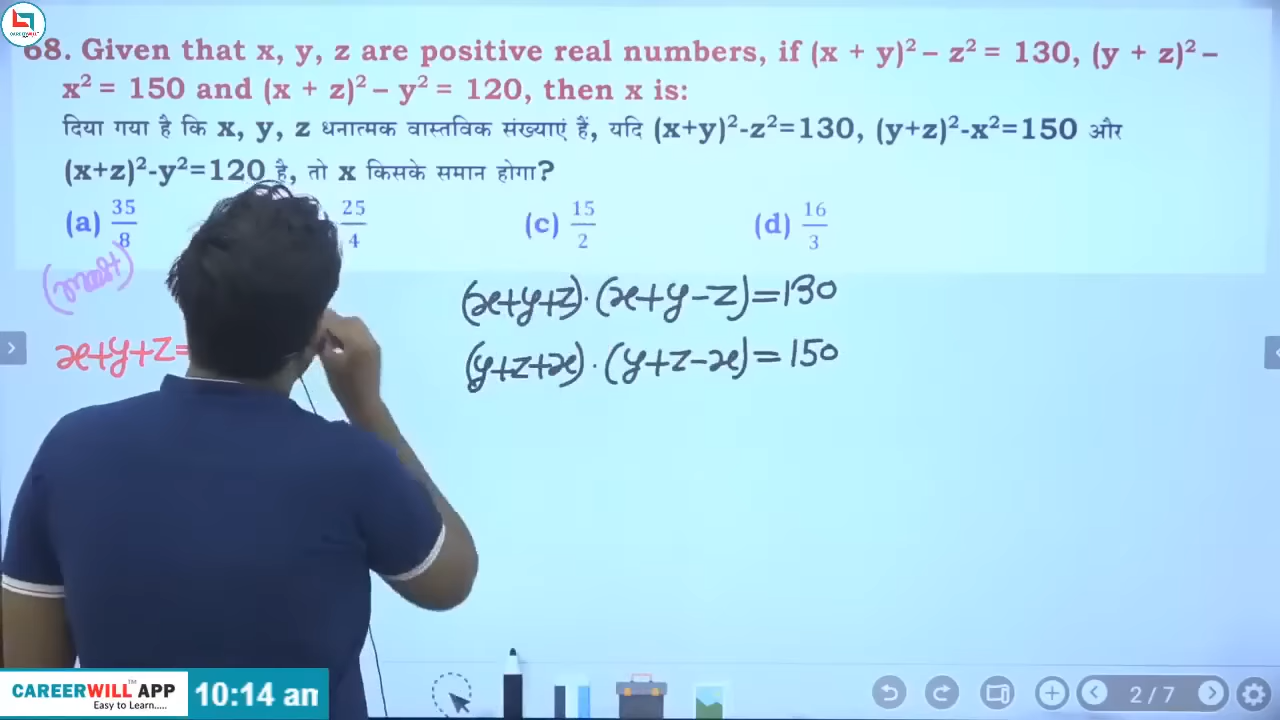 CAREERWILL
68. Given that x, y, z are positive real numbers, if (x + y)² – z² = 130, (y + z)² –
x² = 150 and (x + z)² – y² = 120, then x is:
दिया गया है कि x, y, z धनात्मक वास्तविक संख्याएं हैं, यदि (x+y)²-z²=130, (y+z)²-x²=150 और
(x+z)²-y²=120 है, तो x किसके समान होगा?
(a) 35/8 25/4 (c) 15/2 (d) 16/3
(x+y+z)·(x+y-z)=130
x+y+z=
(y+z+x)·(y+z-x)=150
CAREERWILL™ APP
Easy to Learn.....
10:14 am
2 / 7